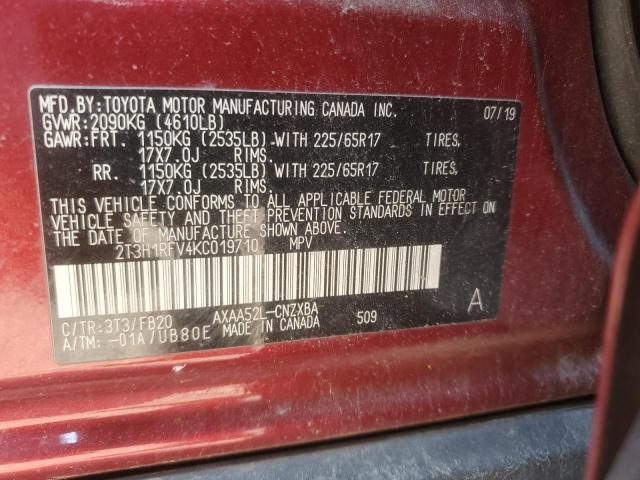 MFD.BY:TOYOTA MOTOR MANUFACTURING CANADA INC. 07/19
GVWR:2090KG (4610LB)
GAWR:FRT. 1150KG (2535LB)-WITH 225/65R17 TIRES,
17X7.0J RIMS.
RR. 1150KG (2535LB)-WITH 225/65R17 TIRES,
17X7.0J RIMS.
THIS VEHICLE CONFORMS TO ALL APPLICABLE FEDERAL MOTOR
VEHICLE SAFETY AND THEFT PREVENTION STANDARDS IN EFFECT ON
THE DATE OF MANUFACTURE SHOWN ABOVE.
2T3H1RFV4KC019710 MPV
C/TR:3T3/FB20 AXAA52L-CNZXBA 509 A
A/TM: -01A/UB80E MADE IN CANADA